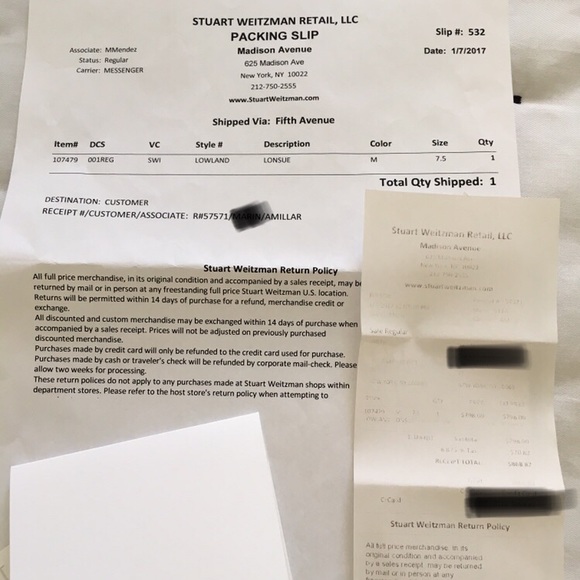 STUART WEITZMAN RETAIL, LLC
PACKING SLIP
Madison Avenue
625 Madison Ave
New York, NY 10022
212-750-2555
www.StuartWeitzman.com
Associate: MMendez
Status: Regular
Carrier: MESSENGER
Slip #: 532
Date: 1/7/2017
Shipped Via: Fifth Avenue
Item# DCS VC Style # Description Color Size Qty
107479 001REG SWI LOWLAND LONSUE M 7.5 1
Total Qty Shipped: 1
DESTINATION: CUSTOMER
RECEIPT #/CUSTOMER/ASSOCIATE: R#57571/ /AMILLAR
Stuart Weitzman Return Policy
All full price merchandise, in its original condition and accompanied by a sales receipt, may be
returned by mail or in person at any freestanding full price Stuart Weitzman U.S. location.
Returns will be permitted within 14 days of purchase for a refund, merchandise credit or
exchange.
All discounted and custom merchandise may be exchanged within 14 days of purchase when
accompanied by a sales receipt. Prices will not be adjusted on previously purchased
discounted merchandise.
Purchases made by credit card will only be refunded to the credit card used for purchase.
Purchases made by cash or traveler's check will be refunded by corporate mail-check. Please
allow two weeks for processing.
These return polices do not apply to any purchases made at Stuart Weitzman shops within
department stores. Please refer to the host store's return policy when attempting to
Stuart Weitzman Retail, LLC
Madison Avenue
www.stuartweitzman.com
RECEIPT TOTAL:
Stuart Weitzman Return Policy
All full price merchandise, in its
original condition and accompanied
by a sales receipt, may be returned
by mail or in person at any